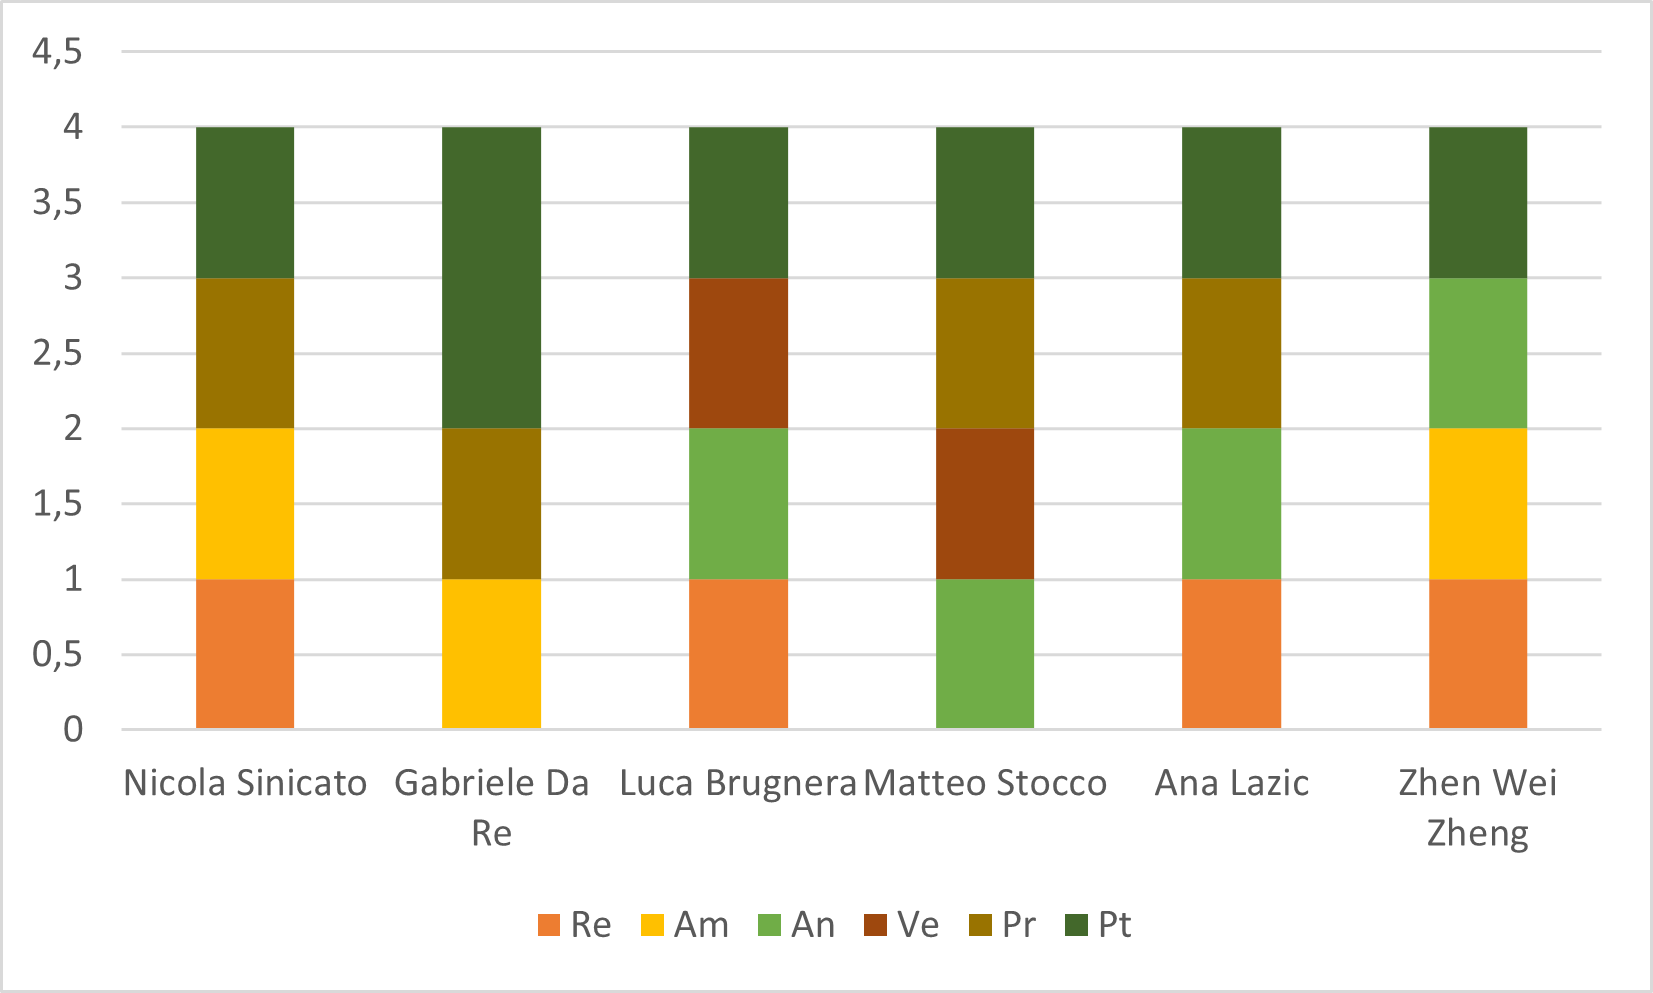 4,5
4
3,5
3
2,5
2
1,5
1
0,5
0
Nicola Sinicato
Gabriele Da
Re
Luca Brugnera
Matteo Stocco
Ana Lazic
Zhen Wei
Zheng
Re Am An Ve Pr Pt